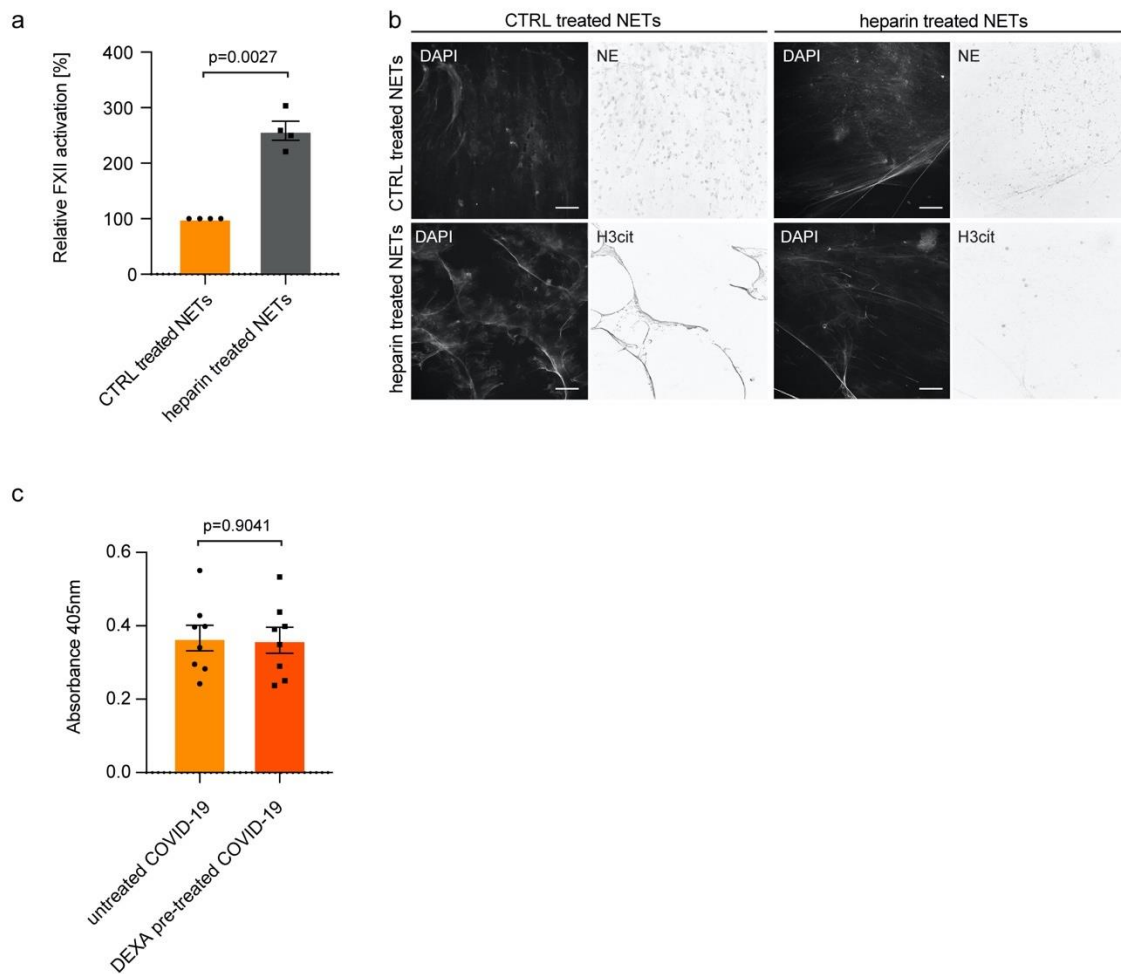 a
p=0.0027
400
300
200
100
0
Relative FXII activation [%]
CTRL treated NETs
heparin treated NETs
b
CTRL treated NETs
heparin treated NETs
CTRL treated NETs
DAPI
NE
DAPI
NE
heparin treated NETs
DAPI
H3cit
DAPI
H3cit
c
p=0.9041
0.6
0.4
0.2
0.0
Absorbance 405nm
untreated COVID-19
DEXA pre-treated COVID-19